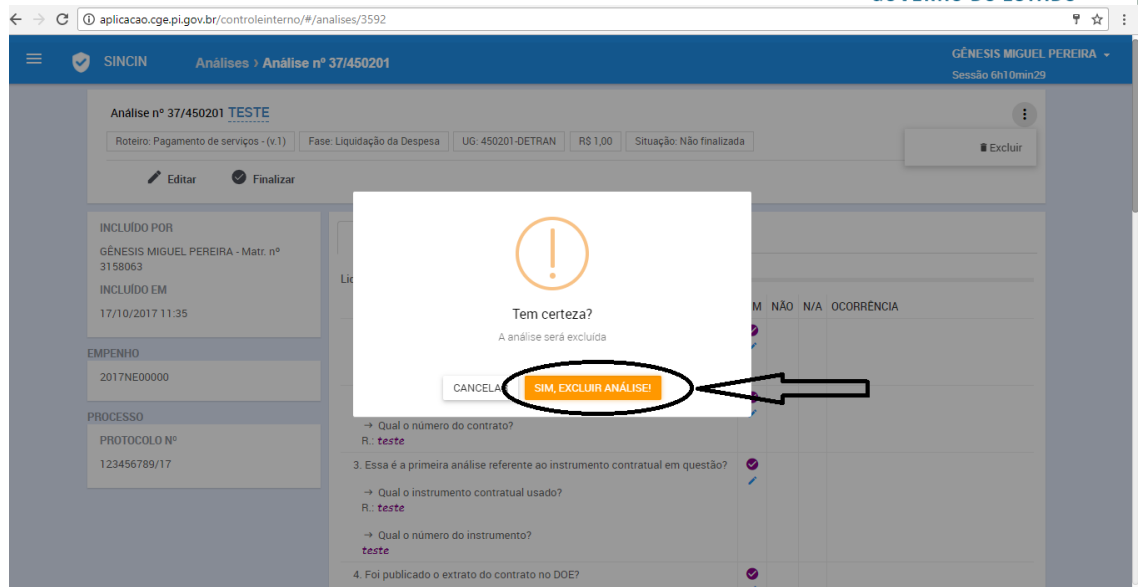 GOVERNO DO ESTADO
aplicacao.cge.pi.gov.br/controleinterno/#/analises/3592
SINCIN Análises › Análise nº 37/450201
GÊNESIS MIGUEL PEREIRA
Sessão 6h10min29
Análise nº 37/450201 TESTE
Roteiro: Pagamento de serviços - (v.1) Fase: Liquidação da Despesa UG: 450201-DETRAN R$ 1,00 Situação: Não finalizada
Excluir
Editar Finalizar
INCLUÍDO POR
GÊNESIS MIGUEL PEREIRA - Matr. nº
3158063
INCLUÍDO EM
17/10/2017 11:35
EMPENHO
2017NE00000
PROCESSO
PROTOCOLO Nº
123456789/17
NÃO N/A OCORRÊNCIA
Tem certeza?
A análise será excluída
SIM, EXCLUIR ANÁLISE!
→ Qual o número do contrato?
R.: teste
3. Essa é a primeira análise referente ao instrumento contratual em questão?
→ Qual o instrumento contratual usado?
R.: teste
→ Qual o número do instrumento?
teste
4. Foi publicado o extrato do contrato no DOE?